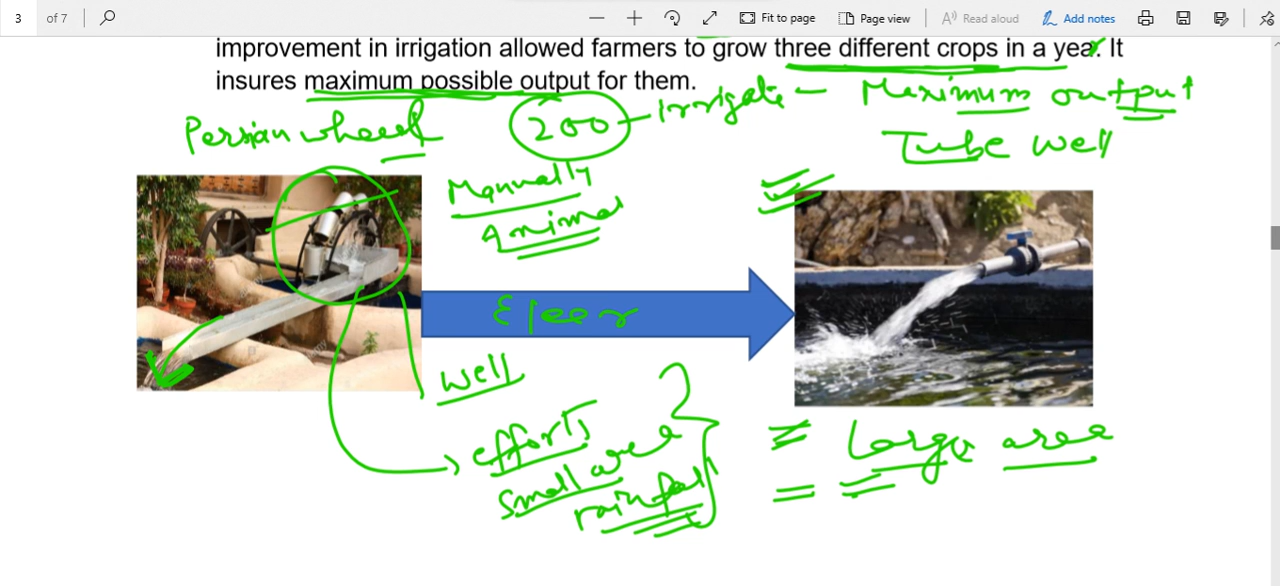 3 of 7 Fit to page Page view Read aloud Add notes
improvement in irrigation allowed farmers to grow three different crops in a year. It
insures maximum possible output for them.
Persian wheel 200 - Irrigate - Maximum output
Tube well
Manually
Animal
Elecr
Well
efforts
small area
rainfall
= Large area